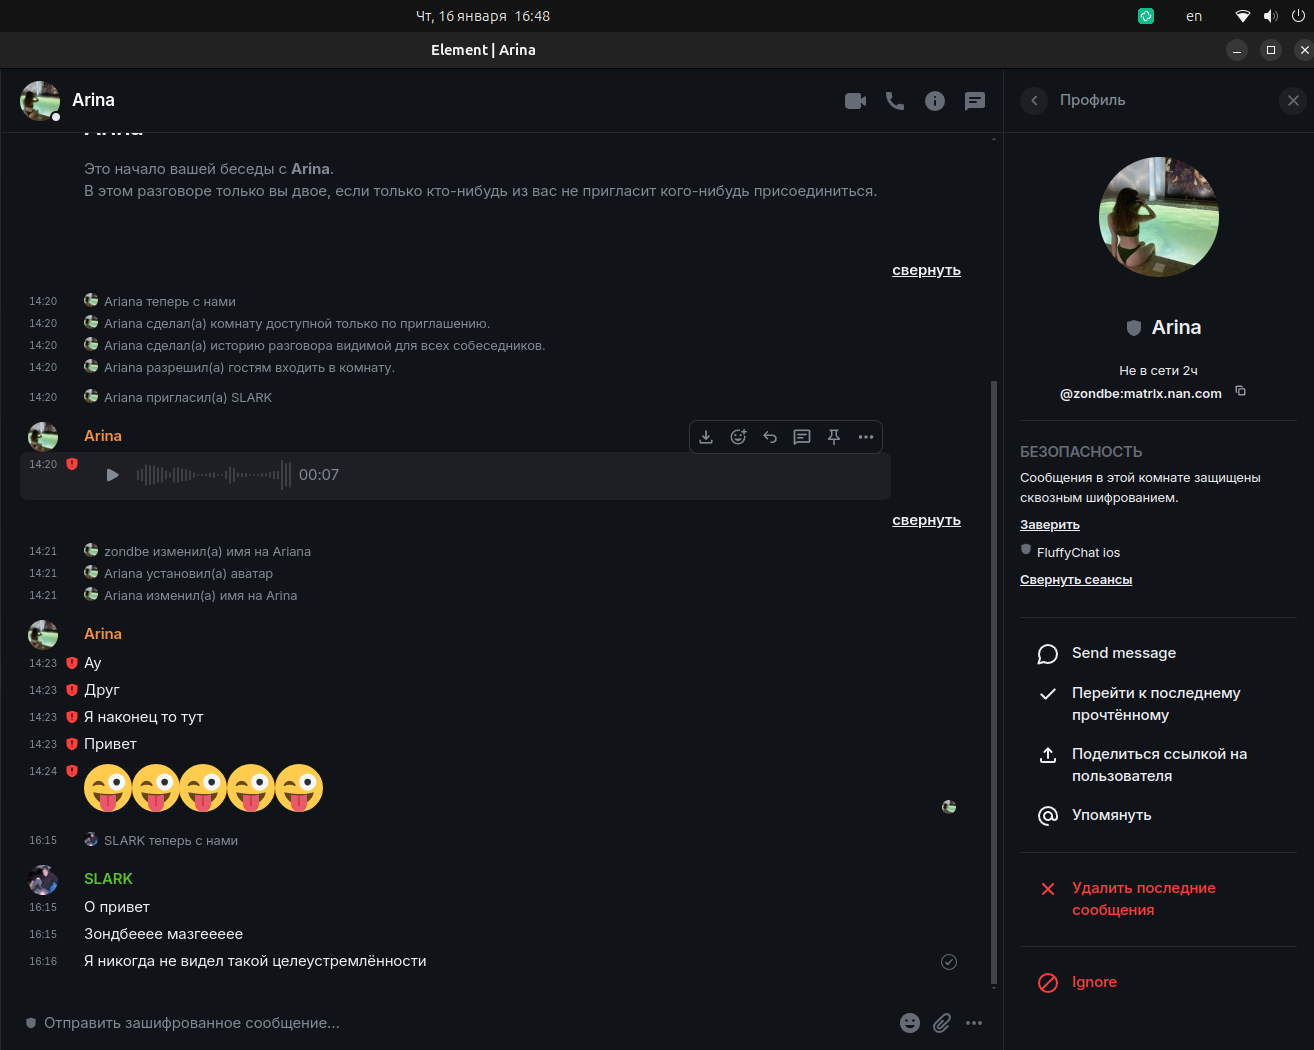 Чт, 16 января 16:48
en
Element | Arina
Arina
Профиль
Arina
Это начало вашей беседы с Arina.
В этом разговоре только вы двое, если только кто-нибудь из вас не пригласит кого-нибудь присоединиться.
свернуть
14:20 Ariana теперь с нами
14:20 Ariana сделал(а) комнату доступной только по приглашению.
14:20 Ariana сделал(а) историю разговора видимой для всех собеседников.
14:20 Ariana разрешил(а) гостям входить в комнату.
14:20 Ariana пригласил(а) SLARK
Arina
14:20 00:07
свернуть
14:21 zondbe изменил(а) имя на Ariana
14:21 Ariana установил(а) аватар
14:21 Ariana изменил(а) имя на Arina
Arina
14:23 Ау
14:23 Друг
14:23 Я наконец то тут
14:23 Привет
14:24 😜😜😜😜😜
16:15 SLARK теперь с нами
SLARK
16:15 О привет
16:15 Зондбееее мазгеееее
16:16 Я никогда не видел такой целеустремлённости
Отправить зашифрованное сообщение...
Arina
Не в сети 2ч
@zondbe:matrix.nan.com
БЕЗОПАСНОСТЬ
Сообщения в этой комнате защищены
сквозным шифрованием.
Заверить
FluffyChat ios
Свернуть сеансы
Send message
Перейти к последнему
прочтённому
Поделиться ссылкой на
пользователя
Упомянуть
Удалить последние
сообщения
Ignore